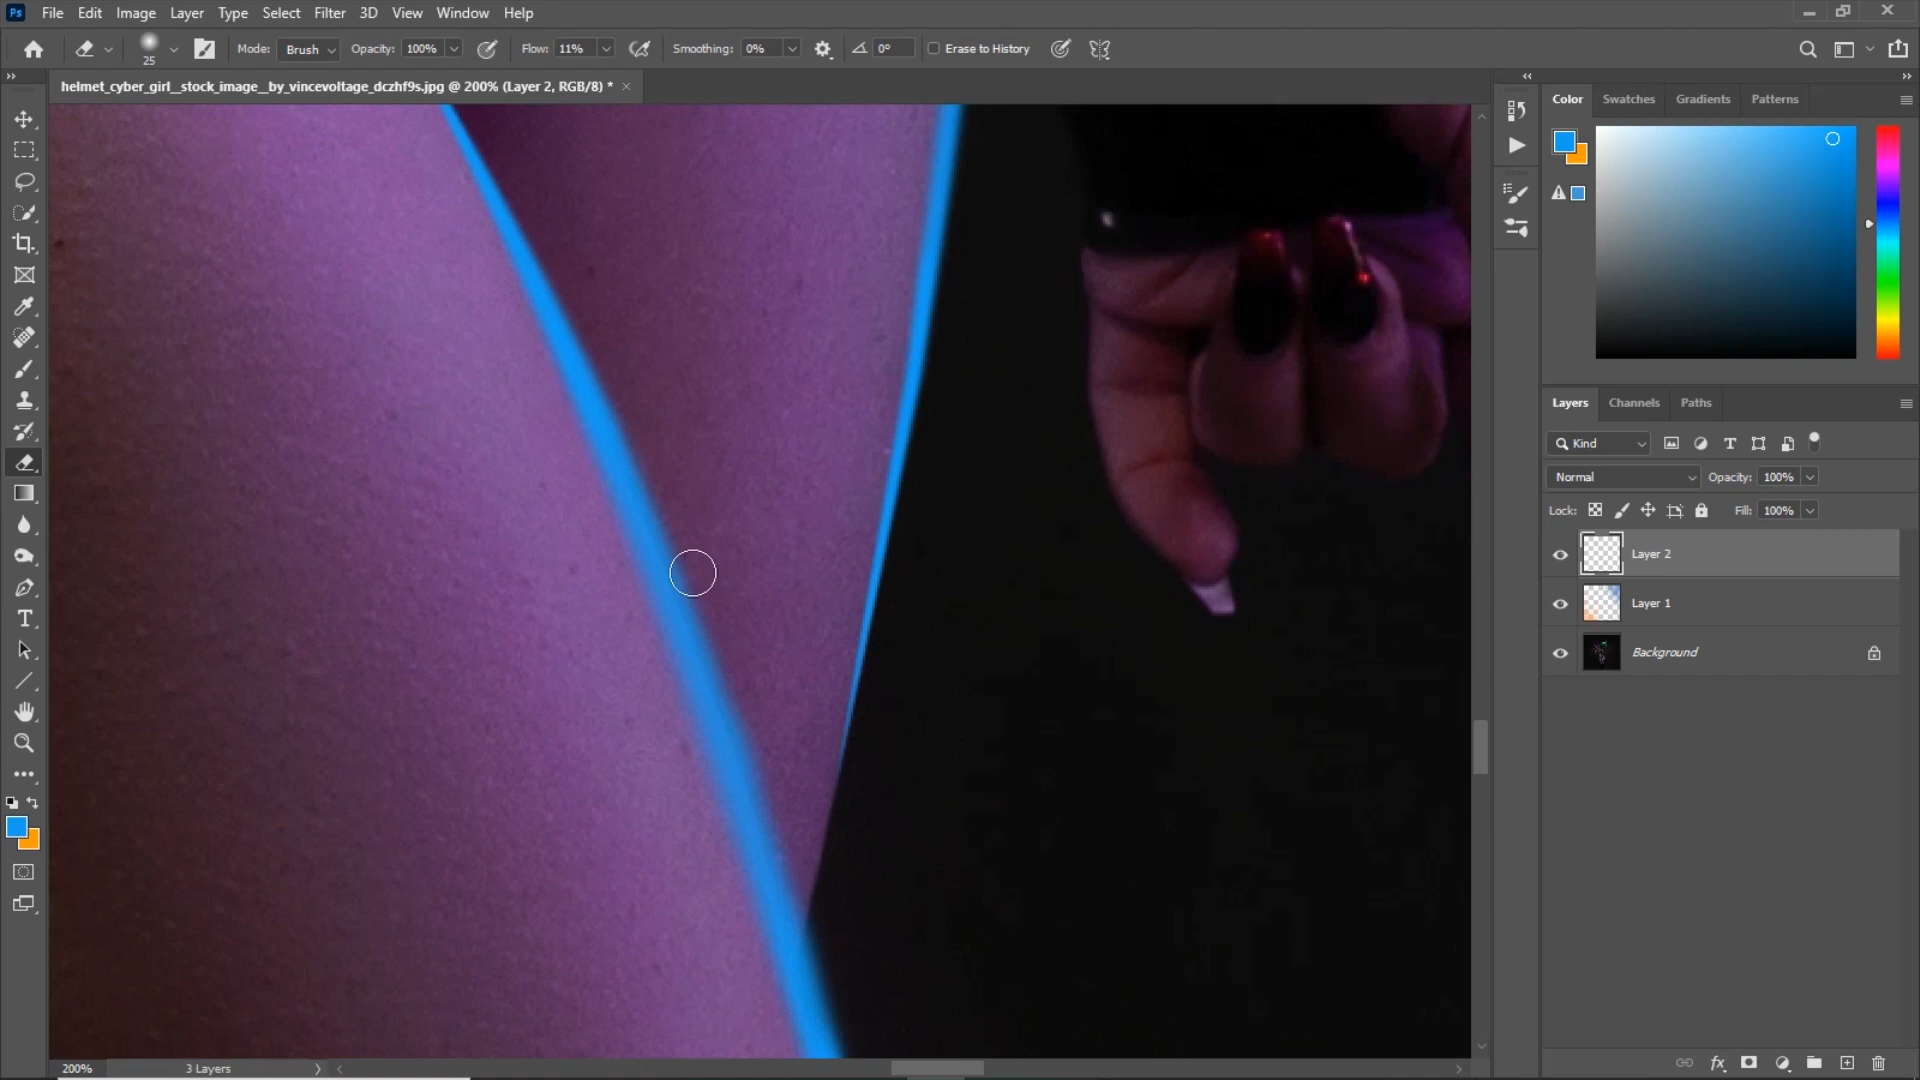 Ps File Edit Image Layer Type Select Filter 3D View Window Help
25 Mode: Brush Opacity: 100% Flow: 11% Smoothing: 0% 0° Erase to History
helmet_cyber_girl__stock_image__by_vincevoltage_dczhf9s.jpg @ 200% (Layer 2, RGB/8) *
Color Swatches Gradients Patterns
Layers Channels Paths
Kind
Normal Opacity: 100%
Lock: Fill: 100%
Layer 2
Layer 1
Background
200% 3 Layers